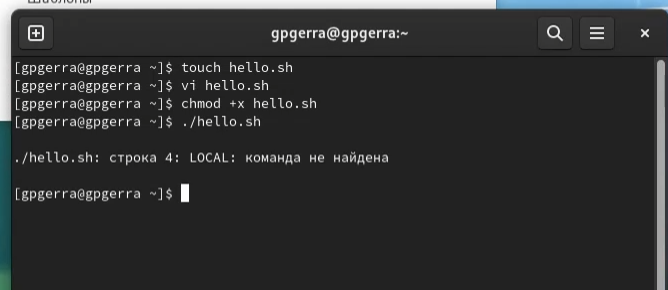 Шаблоны
gpgerra@gpgerra:~
[gpgerra@gpgerra ~]$ touch hello.sh
[gpgerra@gpgerra ~]$ vi hello.sh
[gpgerra@gpgerra ~]$ chmod +x hello.sh
[gpgerra@gpgerra ~]$ ./hello.sh
./hello.sh: строка 4: LOCAL: команда не найдена
[gpgerra@gpgerra ~]$